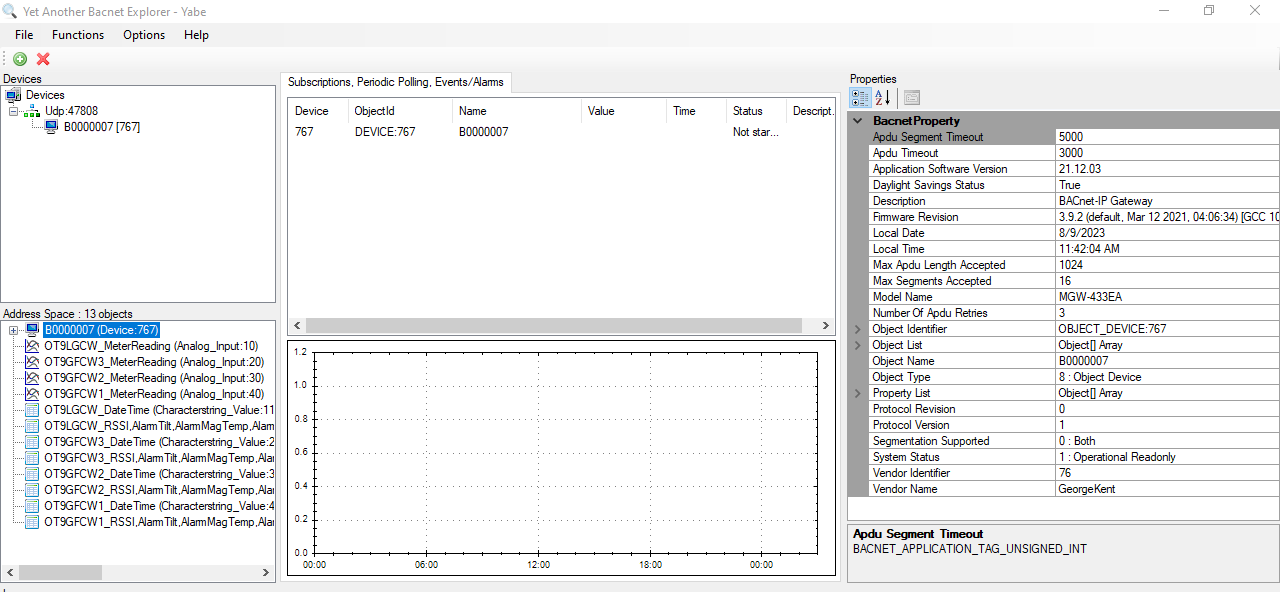 Yet Another Bacnet Explorer - Yabe
File Functions Options Help
Devices
Devices
Udp:47808
B0000007 [767]
Address Space : 13 objects
B0000007 (Device:767)
OT9LGCW_MeterReading (Analog_Input:10)
OT9GFCW3_MeterReading (Analog_Input:20)
OT9GFCW2_MeterReading (Analog_Input:30)
OT9GFCW1_MeterReading (Analog_Input:40)
OT9LGCW_DateTime (Characterstring_Value:11
OT9LGCW_RSSI,AlarmTilt,AlarmMagTemp,Alam
OT9GFCW3_DateTime (Characterstring_Value:2
OT9GFCW3_RSSI,AlarmTilt,AlarmMagTemp,Ala
OT9GFCW2_DateTime (Characterstring_Value:3
OT9GFCW2_RSSI,AlarmTilt,AlarmMagTemp,Ala
OT9GFCW1_DateTime (Characterstring_Value:4
OT9GFCW1_RSSI,AlarmTilt,AlarmMagTemp,Ala
Subscriptions, Periodic Polling, Events/Alarms
Device ObjectId Name Value Time Status Descript.
767 DEVICE:767 B0000007 Not star...
1.2
1.0
0.8
0.6
0.4
0.2
0.0
00:00 06:00 12:00 18:00 00:00
Properties
BacnetProperty
Apdu Segment Timeout 5000
Apdu Timeout 3000
Application Software Version 21.12.03
Daylight Savings Status True
Description BACnet-IP Gateway
Firmware Revision 3.9.2 (default, Mar 12 2021, 04:06:34) [GCC 10
Local Date 8/9/2023
Local Time 11:42:04 AM
Max Apdu Length Accepted 1024
Max Segments Accepted 16
Model Name MGW-433EA
Number Of Apdu Retries 3
Object Identifier OBJECT_DEVICE:767
Object List Object[] Array
Object Name B0000007
Object Type 8 : Object Device
Property List Object[] Array
Protocol Revision 0
Protocol Version 1
Segmentation Supported 0 : Both
System Status 1 : Operational Readonly
Vendor Identifier 76
Vendor Name GeorgeKent
Apdu Segment Timeout
BACNET_APPLICATION_TAG_UNSIGNED_INT